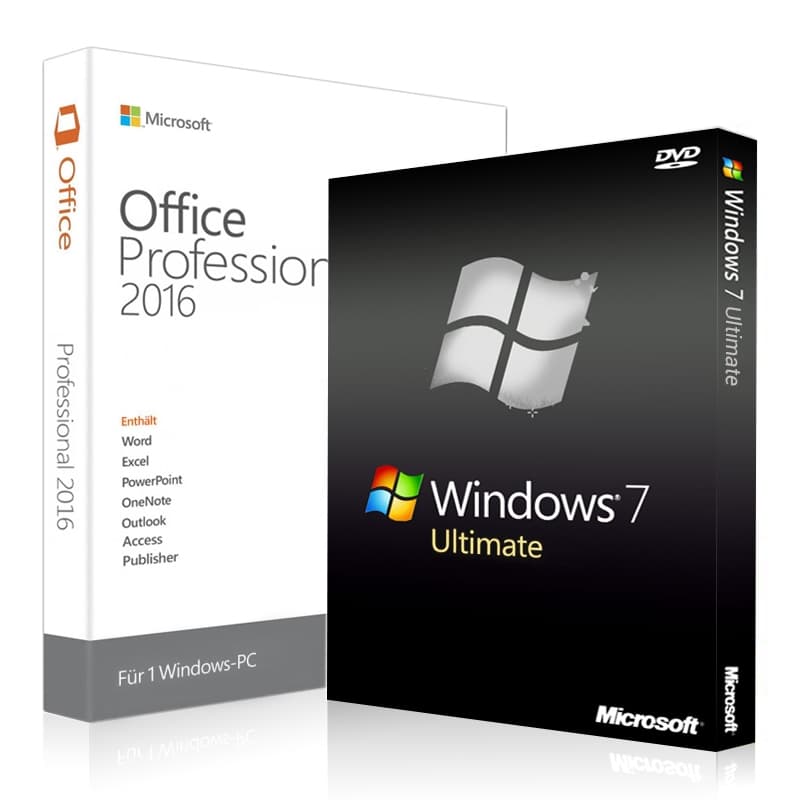 Office
Professional 2016
Microsoft
Office
Profession
2016
Enthält
Word
Excel
PowerPoint
OneNote
Outlook
Access
Publisher
Für 1 Windows-PC
DVD
Windows® 7
Ultimate
Microsoft®
Windows 7 Ultimate
Microsoft